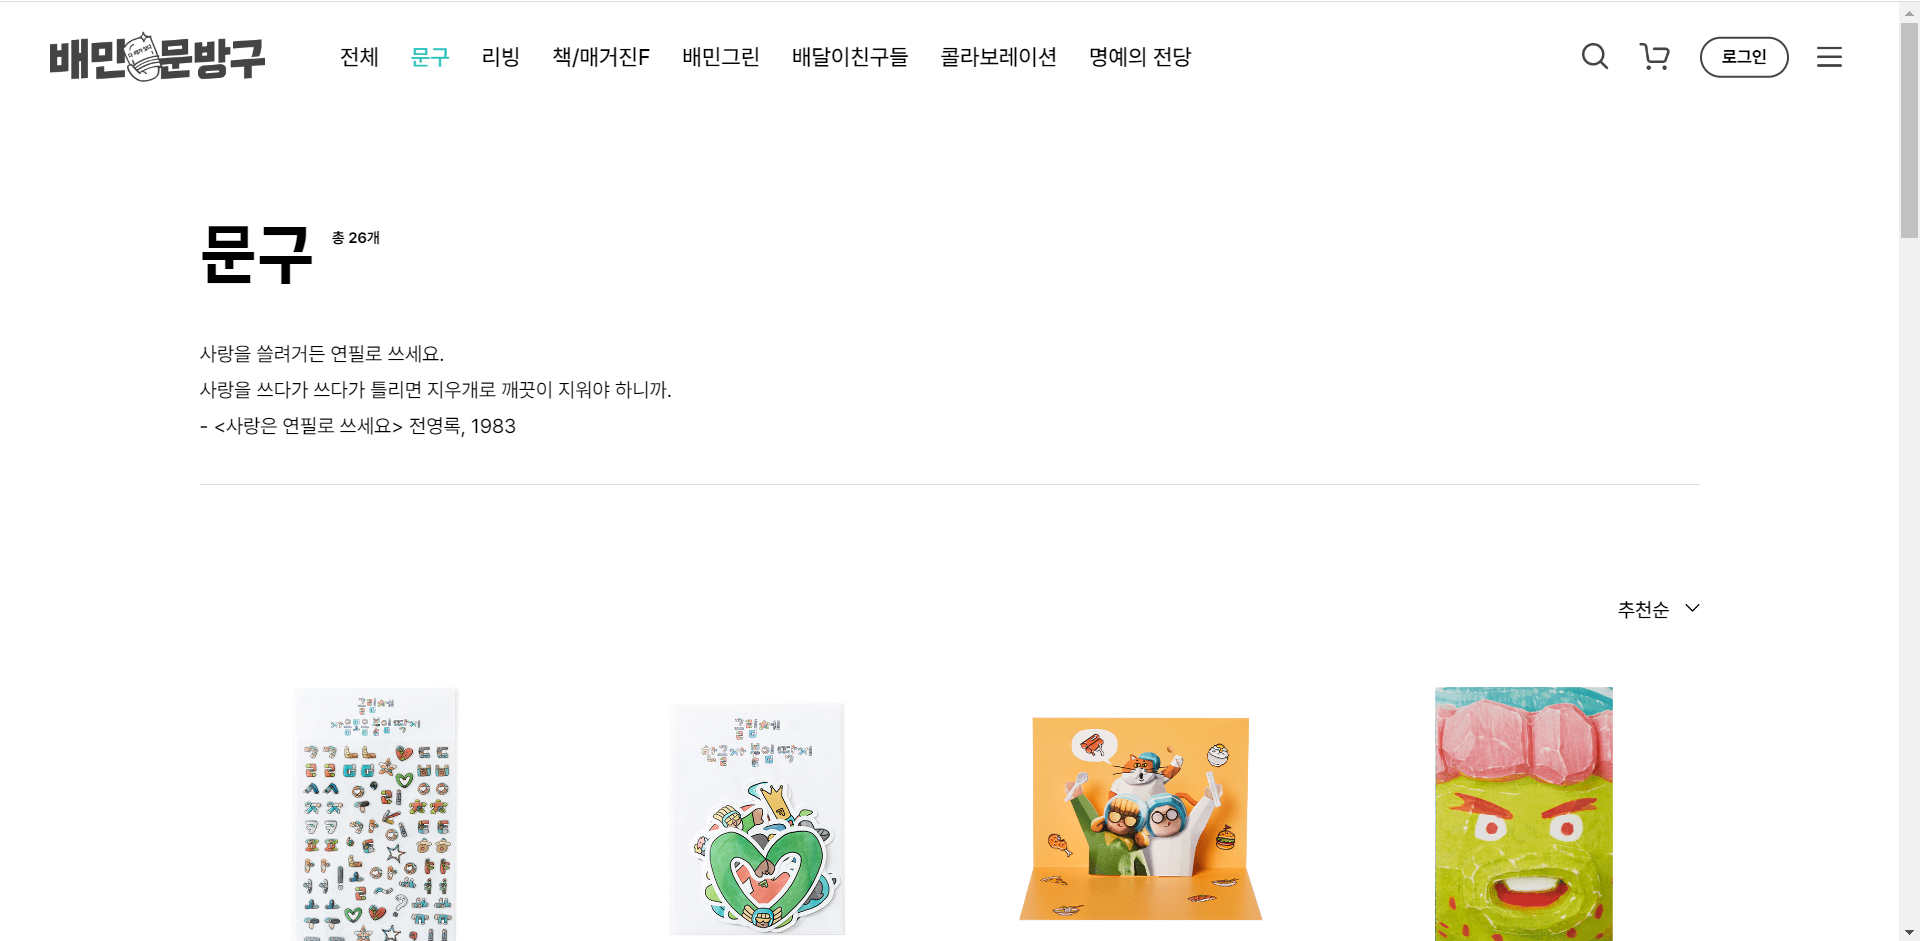 배민문방구
전체 문구 리빙 책/매거진F 배민그린 배달이친구들 콜라보레이션 명예의 전당 로그인
문구 총 26개
사랑을 쓸려거든 연필로 쓰세요.
사랑을 쓰다가 쓰다가 틀리면 지우개로 깨끗이 지워야 하니까.
- <사랑은 연필로 쓰세요> 전영록, 1983
추천순
글림체
자음모음 붙임딱지
글림체
한글자 붙임딱지